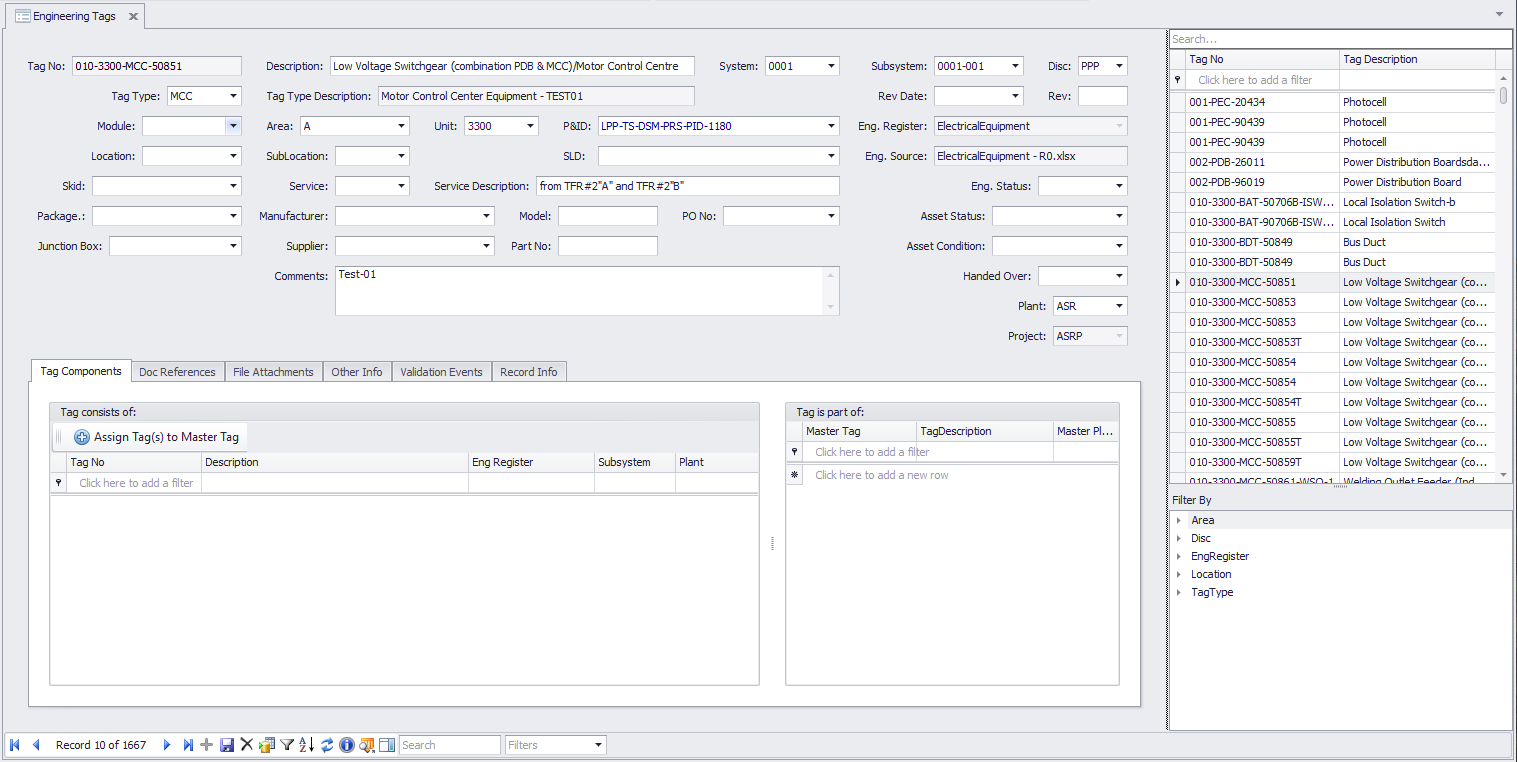 Engineering Tags
Tag No: 010-3300-MCC-50851 Description: Low Voltage Switchgear (combination PDB & MCC)/Motor Control Centre System: 0001 Subsystem: 0001-001 Disc: PPP
Tag Type: MCC Tag Type Description: Motor Control Center Equipment - TEST01 Rev Date: Rev:
Module: Area: A Unit: 3300 P&ID: LPP-TS-DSM-PRS-PID-1180 Eng. Register: ElectricalEquipment
Location: SubLocation: SLD: Eng. Source: ElectricalEquipment - R0.xlsx
Skid: Service: Service Description: from TFR#2"A" and TFR#2"B" Eng. Status:
Package.: Manufacturer: Model: PO No: Asset Status:
Junction Box: Supplier: Part No: Asset Condition:
Comments: Test-01 Handed Over:
Plant: ASR
Project: ASRP
Tag Components Doc References File Attachments Other Info Validation Events Record Info
Tag consists of:
Assign Tag(s) to Master Tag
Tag No Description Eng Register Subsystem Plant
Click here to add a filter
Tag is part of:
Master Tag TagDescription Master Pl...
Click here to add a filter
Click here to add a new row
Record 10 of 1667 Search Filters
Search...
Tag No Tag Description
Click here to add a filter
001-PEC-20434 Photocell
001-PEC-90439 Photocell
001-PEC-90439 Photocell
002-PDB-26011 Power Distribution Boardsda...
002-PDB-96019 Power Distribution Board
010-3300-BAT-50706B-ISW... Local Isolation Switch-b
010-3300-BAT-90706B-ISW... Local Isolation Switch
010-3300-BDT-50849 Bus Duct
010-3300-BDT-50849 Bus Duct
010-3300-MCC-50851 Low Voltage Switchgear (co...
010-3300-MCC-50853 Low Voltage Switchgear (co...
010-3300-MCC-50853 Low Voltage Switchgear (co...
010-3300-MCC-50853T Low Voltage Switchgear (co...
010-3300-MCC-50854 Low Voltage Switchgear (co...
010-3300-MCC-50854 Low Voltage Switchgear (co...
010-3300-MCC-50854T Low Voltage Switchgear (co...
010-3300-MCC-50855 Low Voltage Switchgear (co...
010-3300-MCC-50855T Low Voltage Switchgear (co...
010-3300-MCC-50859T Low Voltage Switchgear (co...
010-3300-MCC-50861-WSO-1 Welding Outlet Feeder (Ind...
Filter By
Area
Disc
EngRegister
Location
TagType